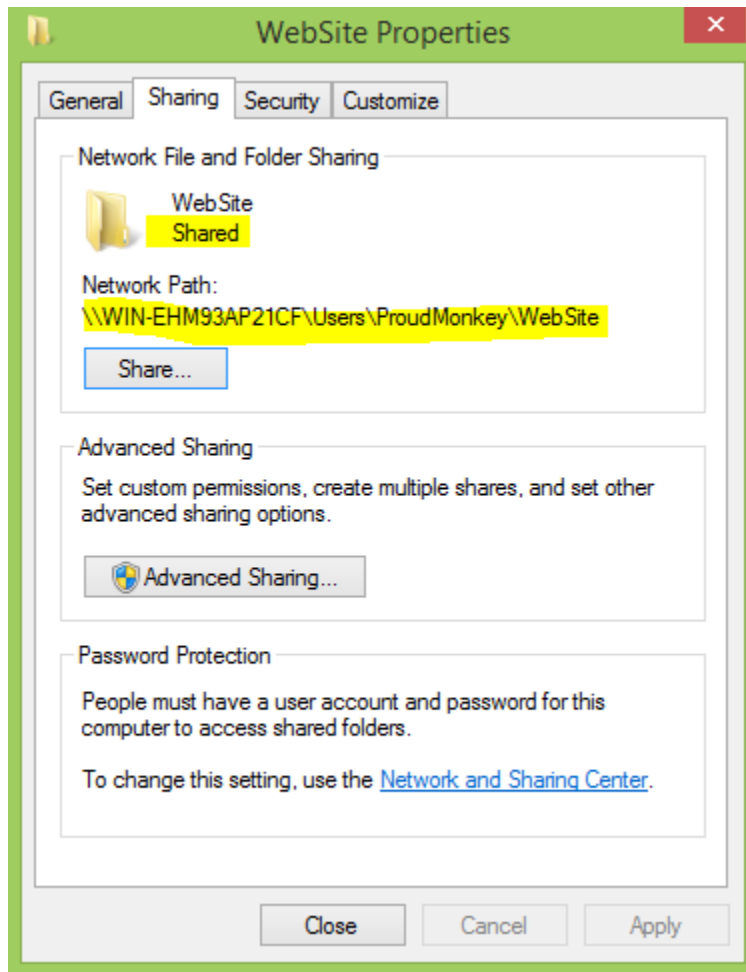 WebSite Properties
General Sharing Security Customize
Network File and Folder Sharing
WebSite
Shared
Network Path:
\\WIN-EHM93AP21CF\Users\ProudMonkey\WebSite
Share...
Advanced Sharing
Set custom permissions, create multiple shares, and set other
advanced sharing options.
Advanced Sharing...
Password Protection
People must have a user account and password for this
computer to access shared folders.
To change this setting, use the Network and Sharing Center.
Close Cancel Apply